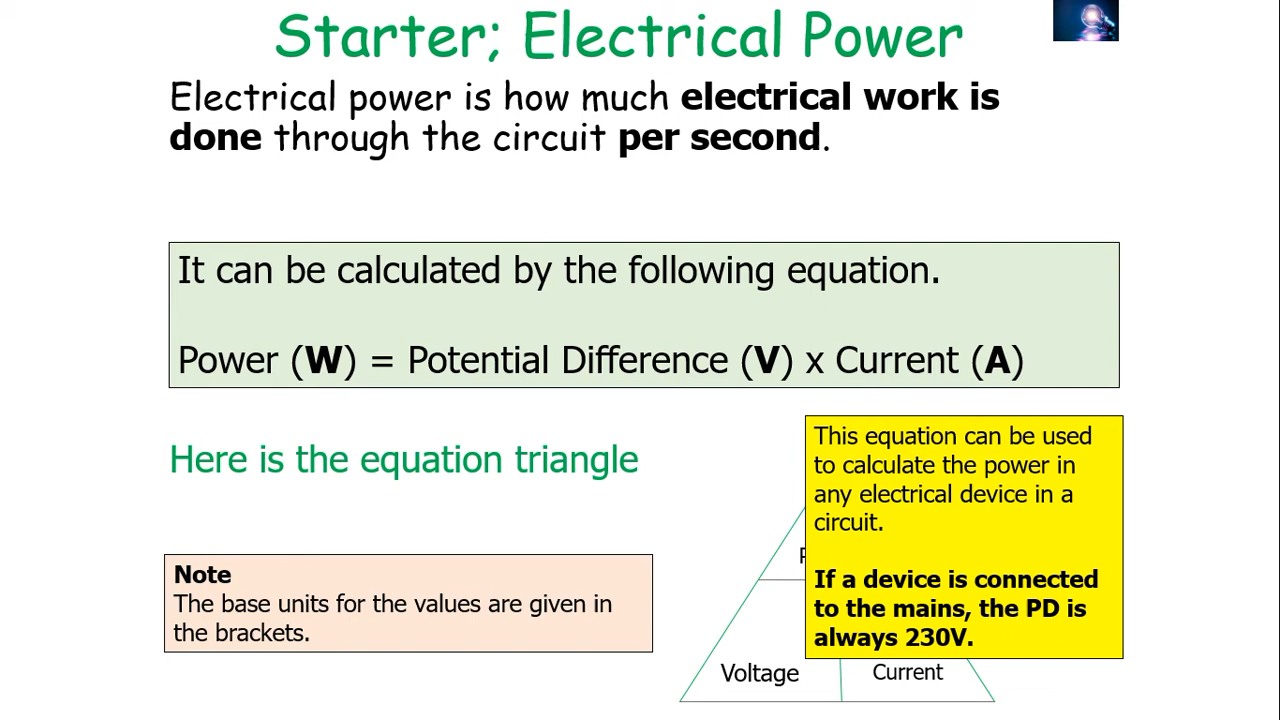 Starter; Electrical Power
Electrical power is how much electrical work is
done through the circuit per second.
It can be calculated by the following equation.
Power (W) = Potential Difference (V) x Current (A)
Here is the equation triangle
This equation can be used
to calculate the power in
any electrical device in a
circuit.
If a device is connected
to the mains, the PD is
always 230V.
Note
The base units for the values are given in
the brackets.
Voltage
Current